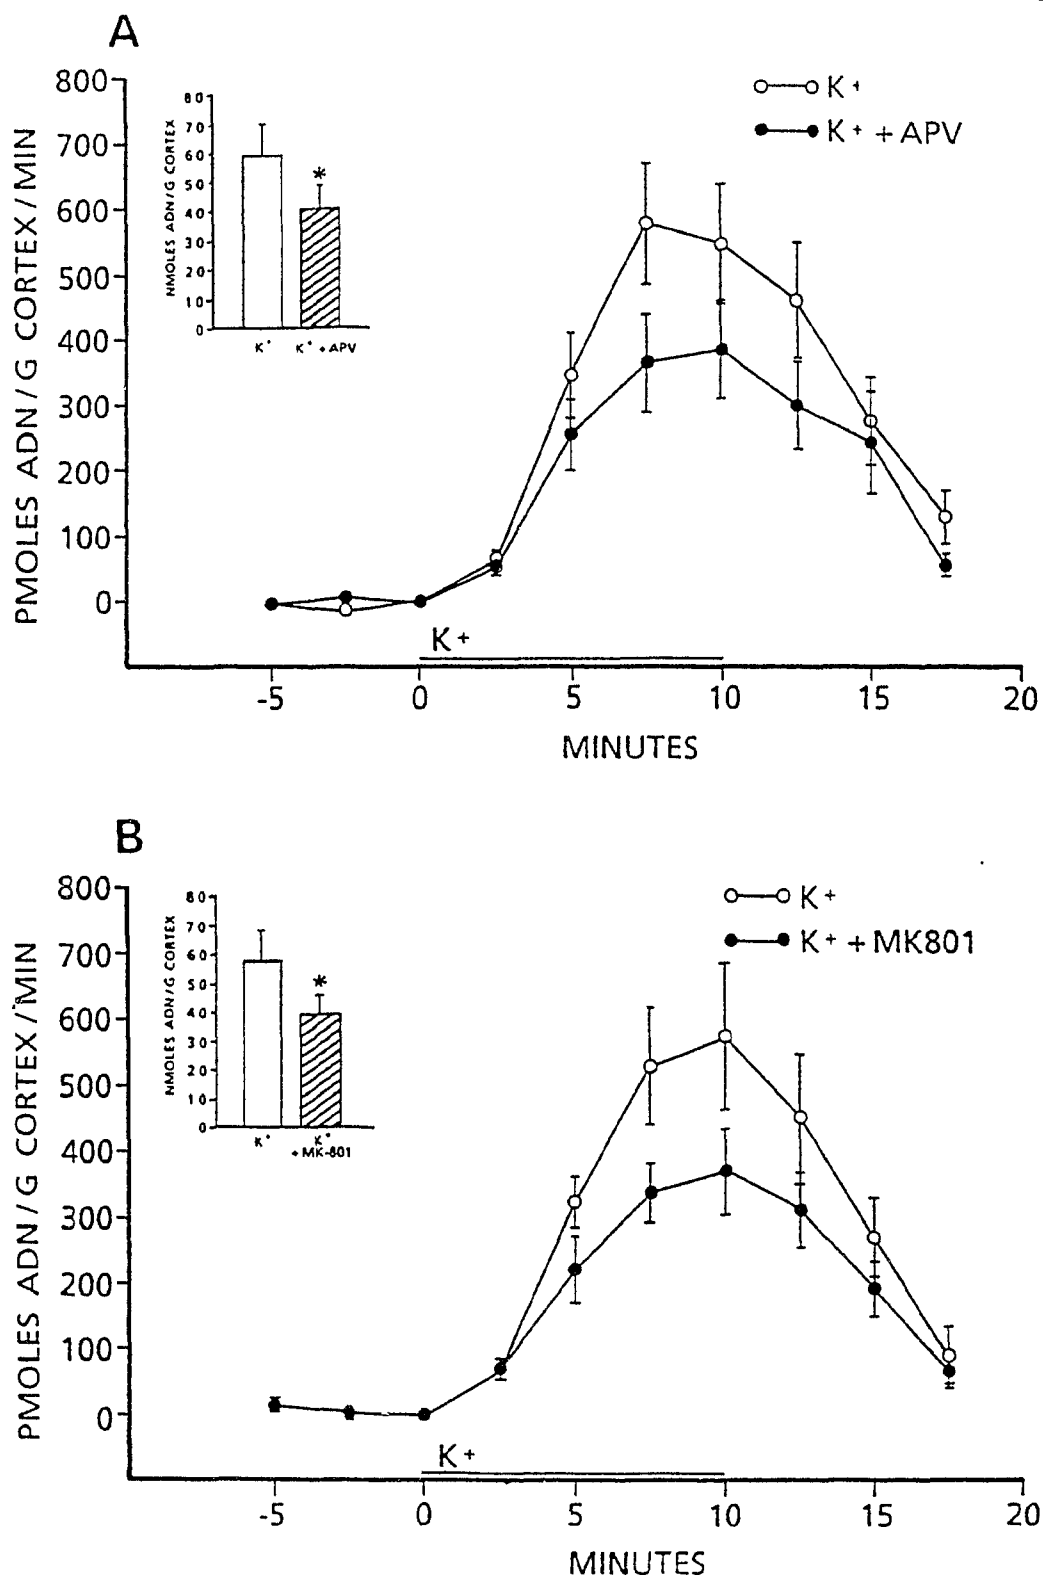 A
800
700
600
500
400
300
200
100
0
PMOLES ADN/G CORTEX/MIN
K+
K+ + APV
80
70
60
50
40
30
20
10
0
NMOLES ADN/G CORTEX
K+
K+ + APV
K+
-5
0
5
10
15
20
MINUTES
B
800
700
600
500
400
300
200
100
0
PMOLES ADN/G CORTEX/MIN
K+
K+ + MK801
80
70
60
50
40
30
20
10
0
NMOLES ADN/G CORTEX
K+
K+
+ MK-801
K+
-5
0
5
10
15
20
MINUTES